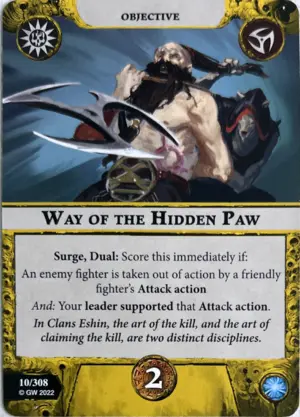 OBJECTIVE
WAY OF THE HIDDEN PAW
Surge, Dual: Score this immediately if:
An enemy fighter is taken out of action by a friendly
fighter's Attack action
And: Your leader supported that Attack action.
In Clans Eshin, the art of the kill, and the art of
claiming the kill, are two distinct disciplines.
10/308
© GW 2022
2